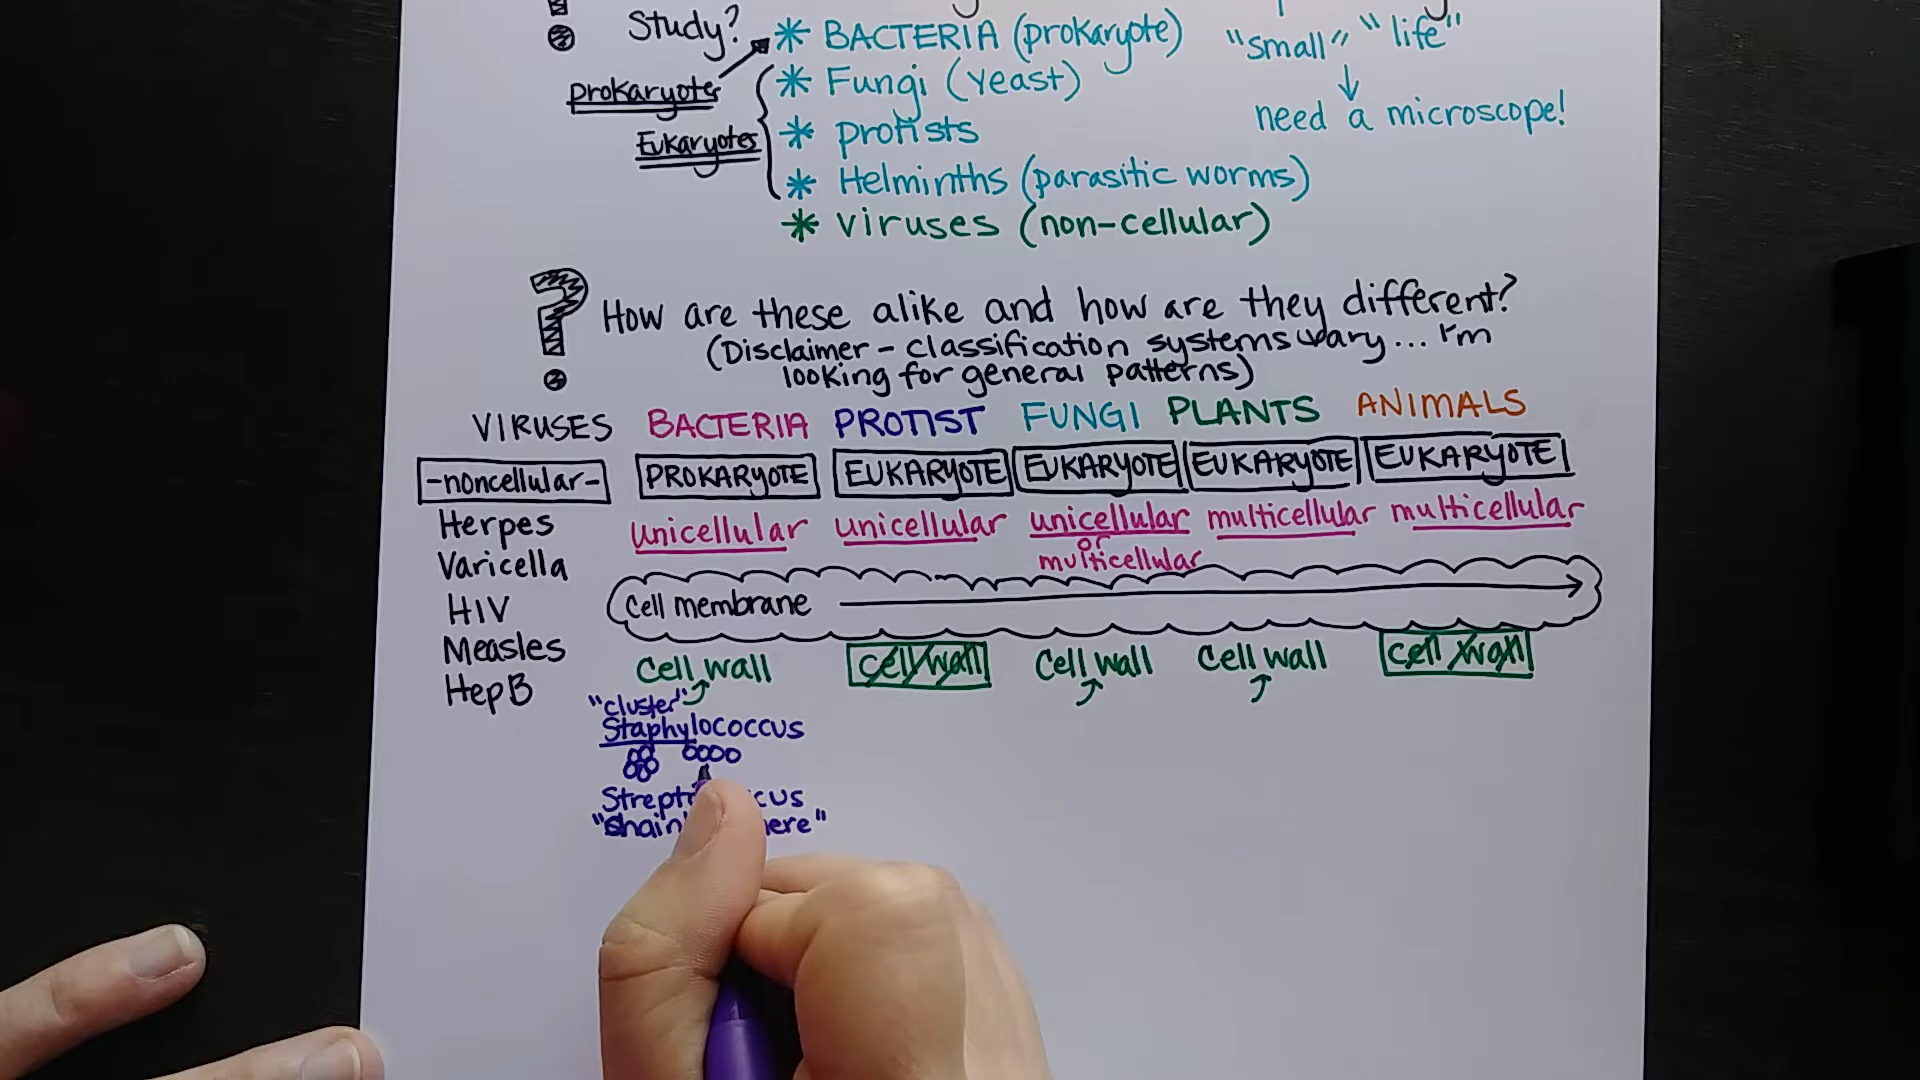 Study?
* BACTERIA (prokaryote)
"small" "life"
prokaryotes
* Fungi (yeast)
need a microscope!
* protists
Eukaryotes
* Helminths (parasitic worms)
* Viruses (non-cellular)
? How are these alike and how are they different?
(Disclaimer - classification systems vary... I'm
looking for general patterns)
VIRUSES BACTERIA PROTIST FUNGI PLANTS ANIMALS
-noncellular- PROKARYOTE EUKARYOTE EUKARYOTE EUKARYOTE EUKARYOTE
Herpes unicellular unicellular unicellular multicellular multicellular
or
Varicella multicellular
HIV Cell membrane
Measles Cell wall cell wall Cell wall Cell wall cell wall
HepB
"cluster"
Staphylococcus